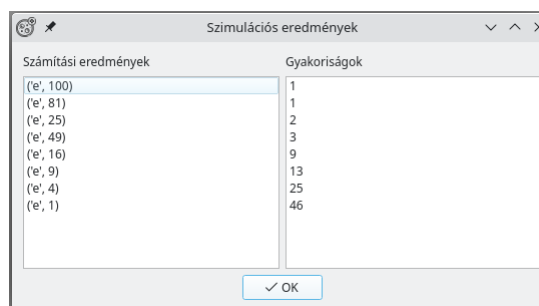 Szimulációs eredmények
Számítási eredmények Gyakoriságok
('e', 100) 1
('e', 81) 1
('e', 25) 2
('e', 49) 3
('e', 16) 9
('e', 9) 13
('e', 4) 25
('e', 1) 46
OK